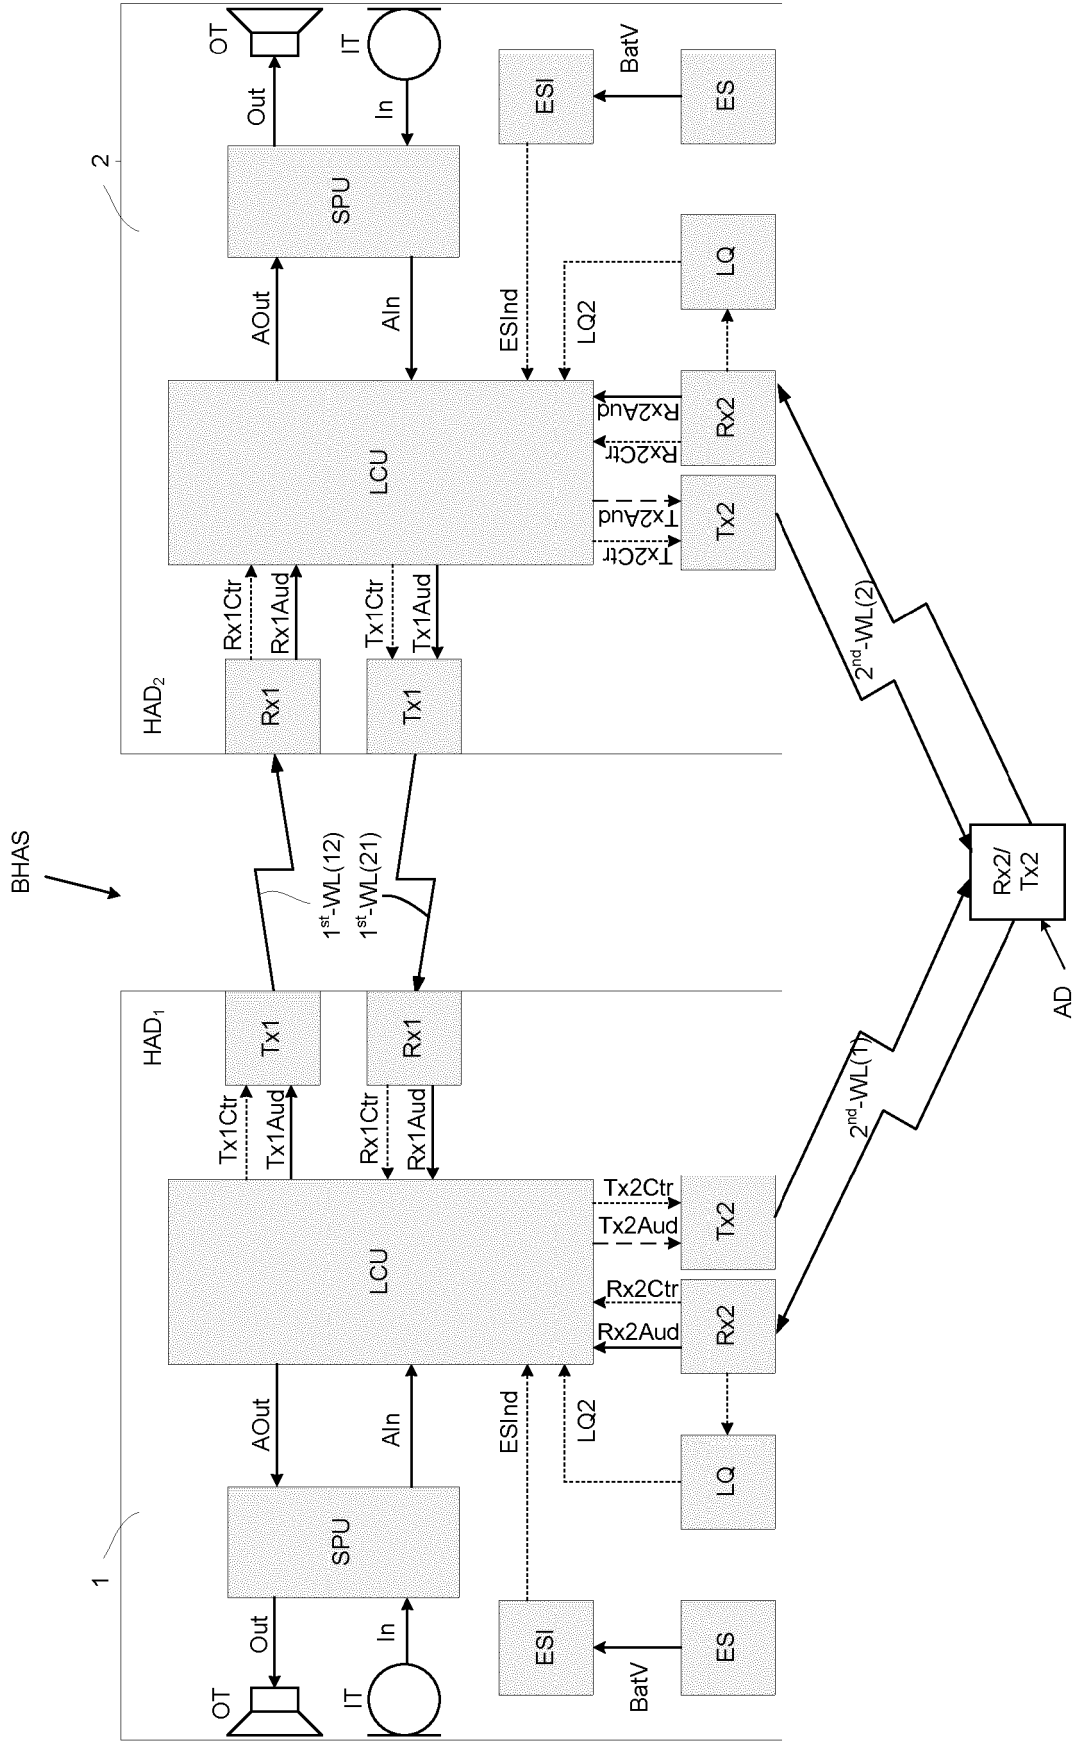 BHAS
1
HAD1
HAD2
2
OT
Out
AOut
Tx1Ctr
Tx1Aud
Tx1
1st-WL(12)
1st-WL(21)
Rx1
Rx1Ctr
Rx1Aud
AOut
Out
OT
SPU
LCU
LCU
SPU
IT
In
AIn
Rx1Ctr
Rx1Aud
Rx1
Tx1
Tx1Ctr
Tx1Aud
AIn
In
IT
ESI
ESInd
LQ2
ESInd
LQ2
ESI
BatV
Rx2Aud
Rx2Ctr
Tx2Aud
Tx2Ctr
Tx2Ctr
Tx2Aud
Rx2Ctr
Rx2Aud
BatV
ES
LQ
Rx2
Tx2
Tx2
Rx2
LQ
ES
2nd-WL(1)
2nd-WL(2)
AD
Rx2/
Tx2